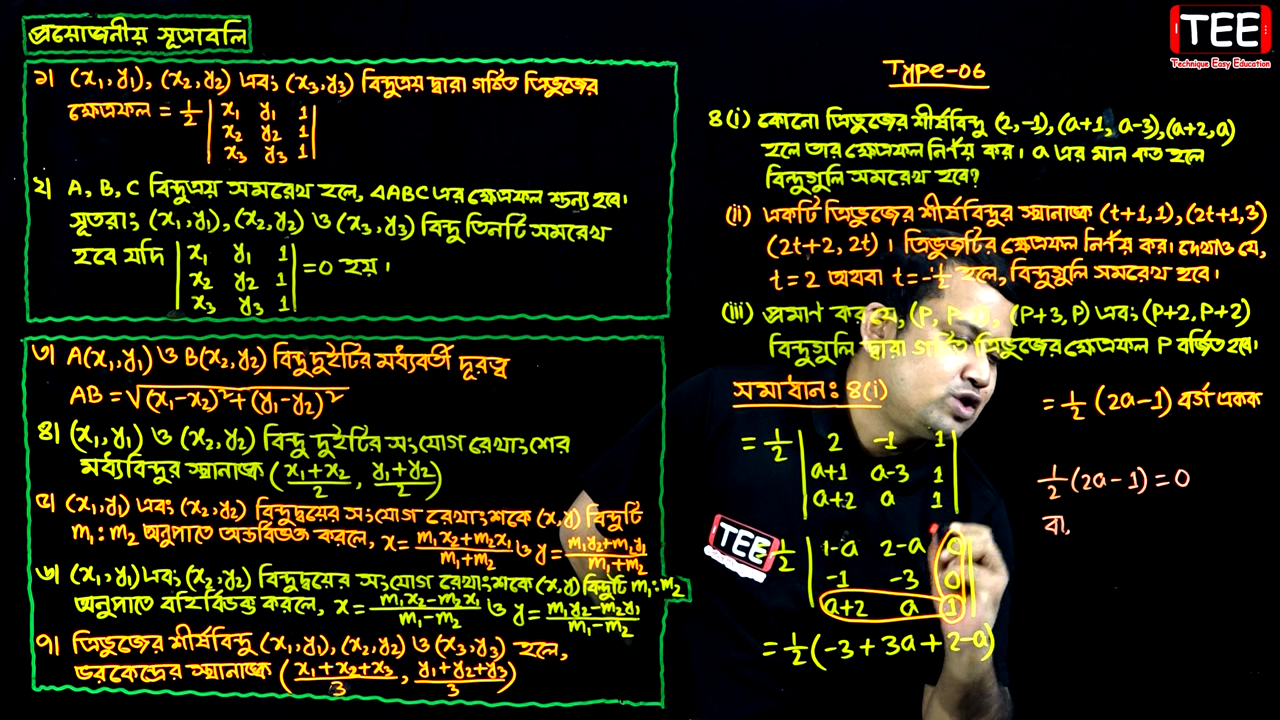 প্রয়োজনীয় সূত্রাবলি
১। (x₁, y₁), (x₂, y₂) এবং (x₃, y₃) বিন্দুত্রয় দ্বারা গঠিত ত্রিভুজের
ক্ষেত্রফল = 1/2 | x₁ y₁ 1 |
| x₂ y₂ 1 |
| x₃ y₃ 1 |
২। A, B, C বিন্দুত্রয় সমরেখ হলে, ΔABC এর ক্ষেত্রফল শূন্য হবে।
সুতরাং (x₁, y₁), (x₂, y₂) ও (x₃, y₃) বিন্দু তিনটি সমরেখ
হবে যদি | x₁ y₁ 1 |
| x₂ y₂ 1 | = 0 হয়।
| x₃ y₃ 1 |
৩। A(x₁, y₁) ও B(x₂, y₂) বিন্দু দুইটির মধ্যবর্তী দূরত্ব
AB = √(x₁-x₂)²+(y₁-y₂)²
৪। (x₁, y₁) ও (x₂, y₂) বিন্দু দুইটির সংযোগ রেখাংশের
মধ্যবিন্দুর স্থানাঙ্ক ((x₁+x₂)/2, (y₁+y₂)/2)
৫। (x₁, y₁) এবং (x₂, y₂) বিন্দুদ্বয়ের সংযোগ রেখাংশকে (x, y) বিন্দুটি
m₁ : m₂ অনুপাতে অন্তর্বিভক্ত করলে, x = (m₁x₂+m₂x₁)/(m₁+m₂) ও y = (m₁y₂+m₂y₁)/(m₁+m₂)
৬। (x₁, y₁) এবং (x₂, y₂) বিন্দুদ্বয়ের সংযোগ রেখাংশকে (x, y) বিন্দুটি m₁:m₂
অনুপাতে বহির্বিভক্ত করলে, x = (m₁x₂-m₂x₁)/(m₁-m₂) ও y = (m₁y₂-m₂y₁)/(m₁-m₂)
৭। ত্রিভুজের শীর্ষবিন্দু (x₁, y₁), (x₂, y₂) ও (x₃, y₃) হলে,
ভরকেন্দ্রের স্থানাঙ্ক ((x₁+x₂+x₃)/3, (y₁+y₂+y₃)/3)
TEE
Technique Easy Education
Type-06
৪(i) কোনো ত্রিভুজের শীর্ষবিন্দু (2, -1), (a+1, a-3), (a+2, a)
হলে তার ক্ষেত্রফল নির্ণয় কর। a এর মান কত হলে
বিন্দুগুলি সমরেখ হবে?
(ii) একটি ত্রিভুজের শীর্ষবিন্দুর স্থানাঙ্ক (t+1, 1), (2t+1, 3)
(2t+2, 2t)। ত্রিভুজটির ক্ষেত্রফল নির্ণয় কর। দেখাও যে,
t = 2 অথবা t = -1/2 হলে, বিন্দুগুলি সমরেখ হবে।
(iii) প্রমাণ কর যে, (P, (P+3, P) এবং (P+2, P+2)
বিন্দুগুলি দ্বারা গঠিত ত্রিভুজের ক্ষেত্রফল P বর্জিত হবে।
সমাধান: ৪(i)
= 1/2 | 2 -1 1 |
| a+1 a-3 1 |
| a+2 a 1 |
TEE
1/2 | 1-a 2-a 0 |
| -1 -3 0 |
| a+2 a 1 |
= 1/2 (-3 + 3a + 2 - a)
= 1/2 (2a - 1) বর্গ একক
1/2 (2a - 1) = 0
বা,